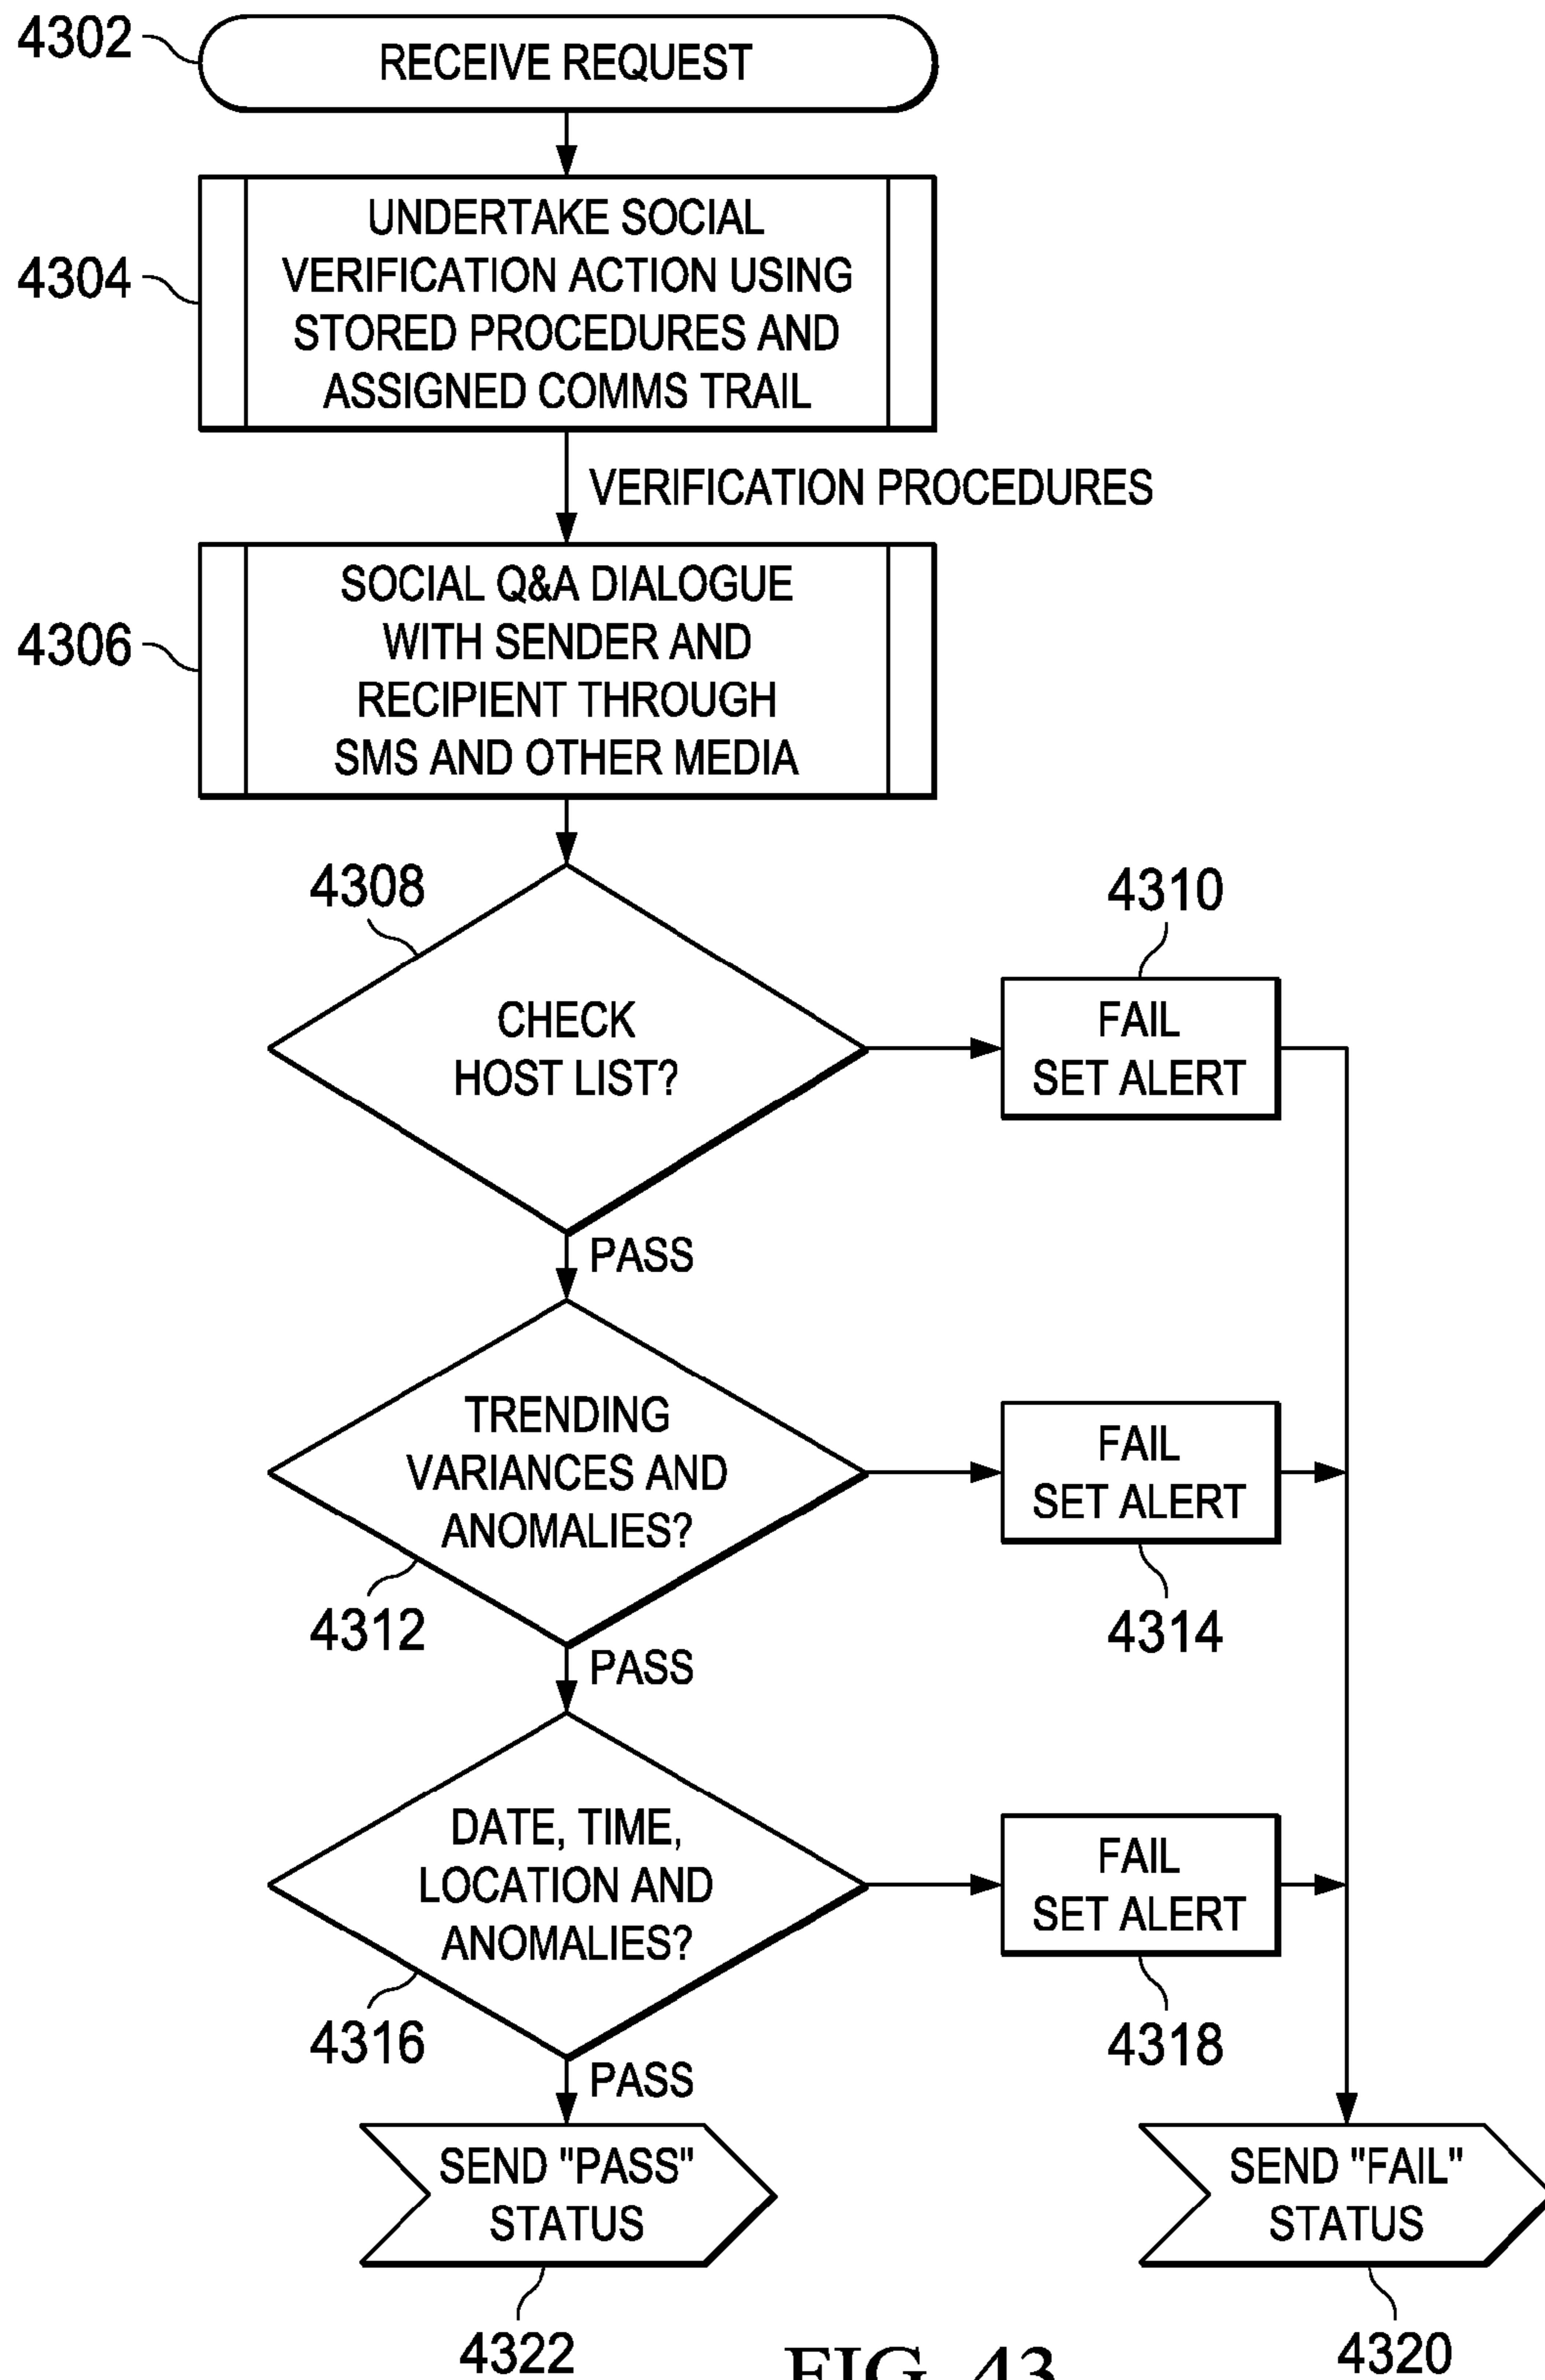 4302
RECEIVE REQUEST
4304
UNDERTAKE SOCIAL
VERIFICATION ACTION USING
STORED PROCEDURES AND
ASSIGNED COMMS TRAIL
VERIFICATION PROCEDURES
4306
SOCIAL Q&A DIALOGUE
WITH SENDER AND
RECIPIENT THROUGH
SMS AND OTHER MEDIA
4308
CHECK
HOST LIST?
4310
FAIL
SET ALERT
PASS
TRENDING
VARIANCES AND
ANOMALIES?
4312
FAIL
SET ALERT
4314
PASS
DATE, TIME,
LOCATION AND
ANOMALIES?
4316
FAIL
SET ALERT
4318
PASS
SEND "PASS"
STATUS
4322
SEND "FAIL"
STATUS
4320
FIG. 43